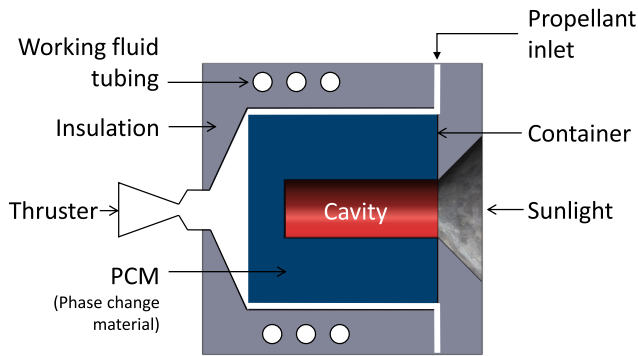 Propellant
inlet
Working fluid
tubing
Insulation
Container
Thruster
Cavity
Sunlight
PCM
(Phase change
material)